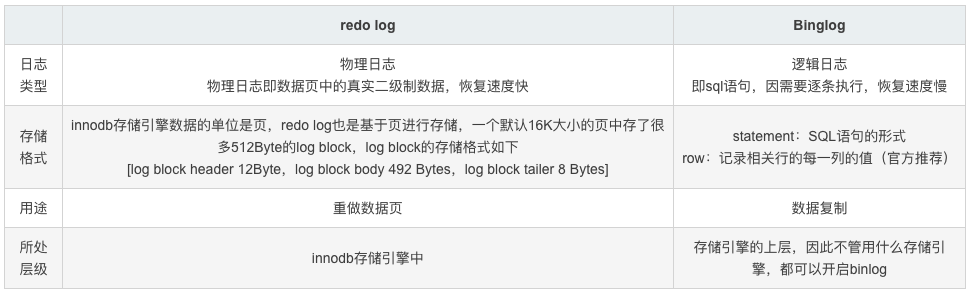 redo log
Binglog
日志
类型
物理日志
物理日志即数据页中的真实二级制数据，恢复速度快
逻辑日志
即sql语句，因需要逐条执行，恢复速度慢
存储
格式
innodb存储引擎数据的单位是页，redo log也是基于页进行存储，一个默认16K大小的页中存了很
多512Byte的log block，log block的存储格式如下
[log block header 12Byte，log block body 492 Bytes，log block tailer 8 Bytes]
statement：SQL语句的形式
row：记录相关行的每一列的值（官方推荐）
用途
重做数据页
数据复制
所处
层级
innodb存储引擎中
存储引擎的上层，因此不管用什么存储引
擎，都可以开启binlog